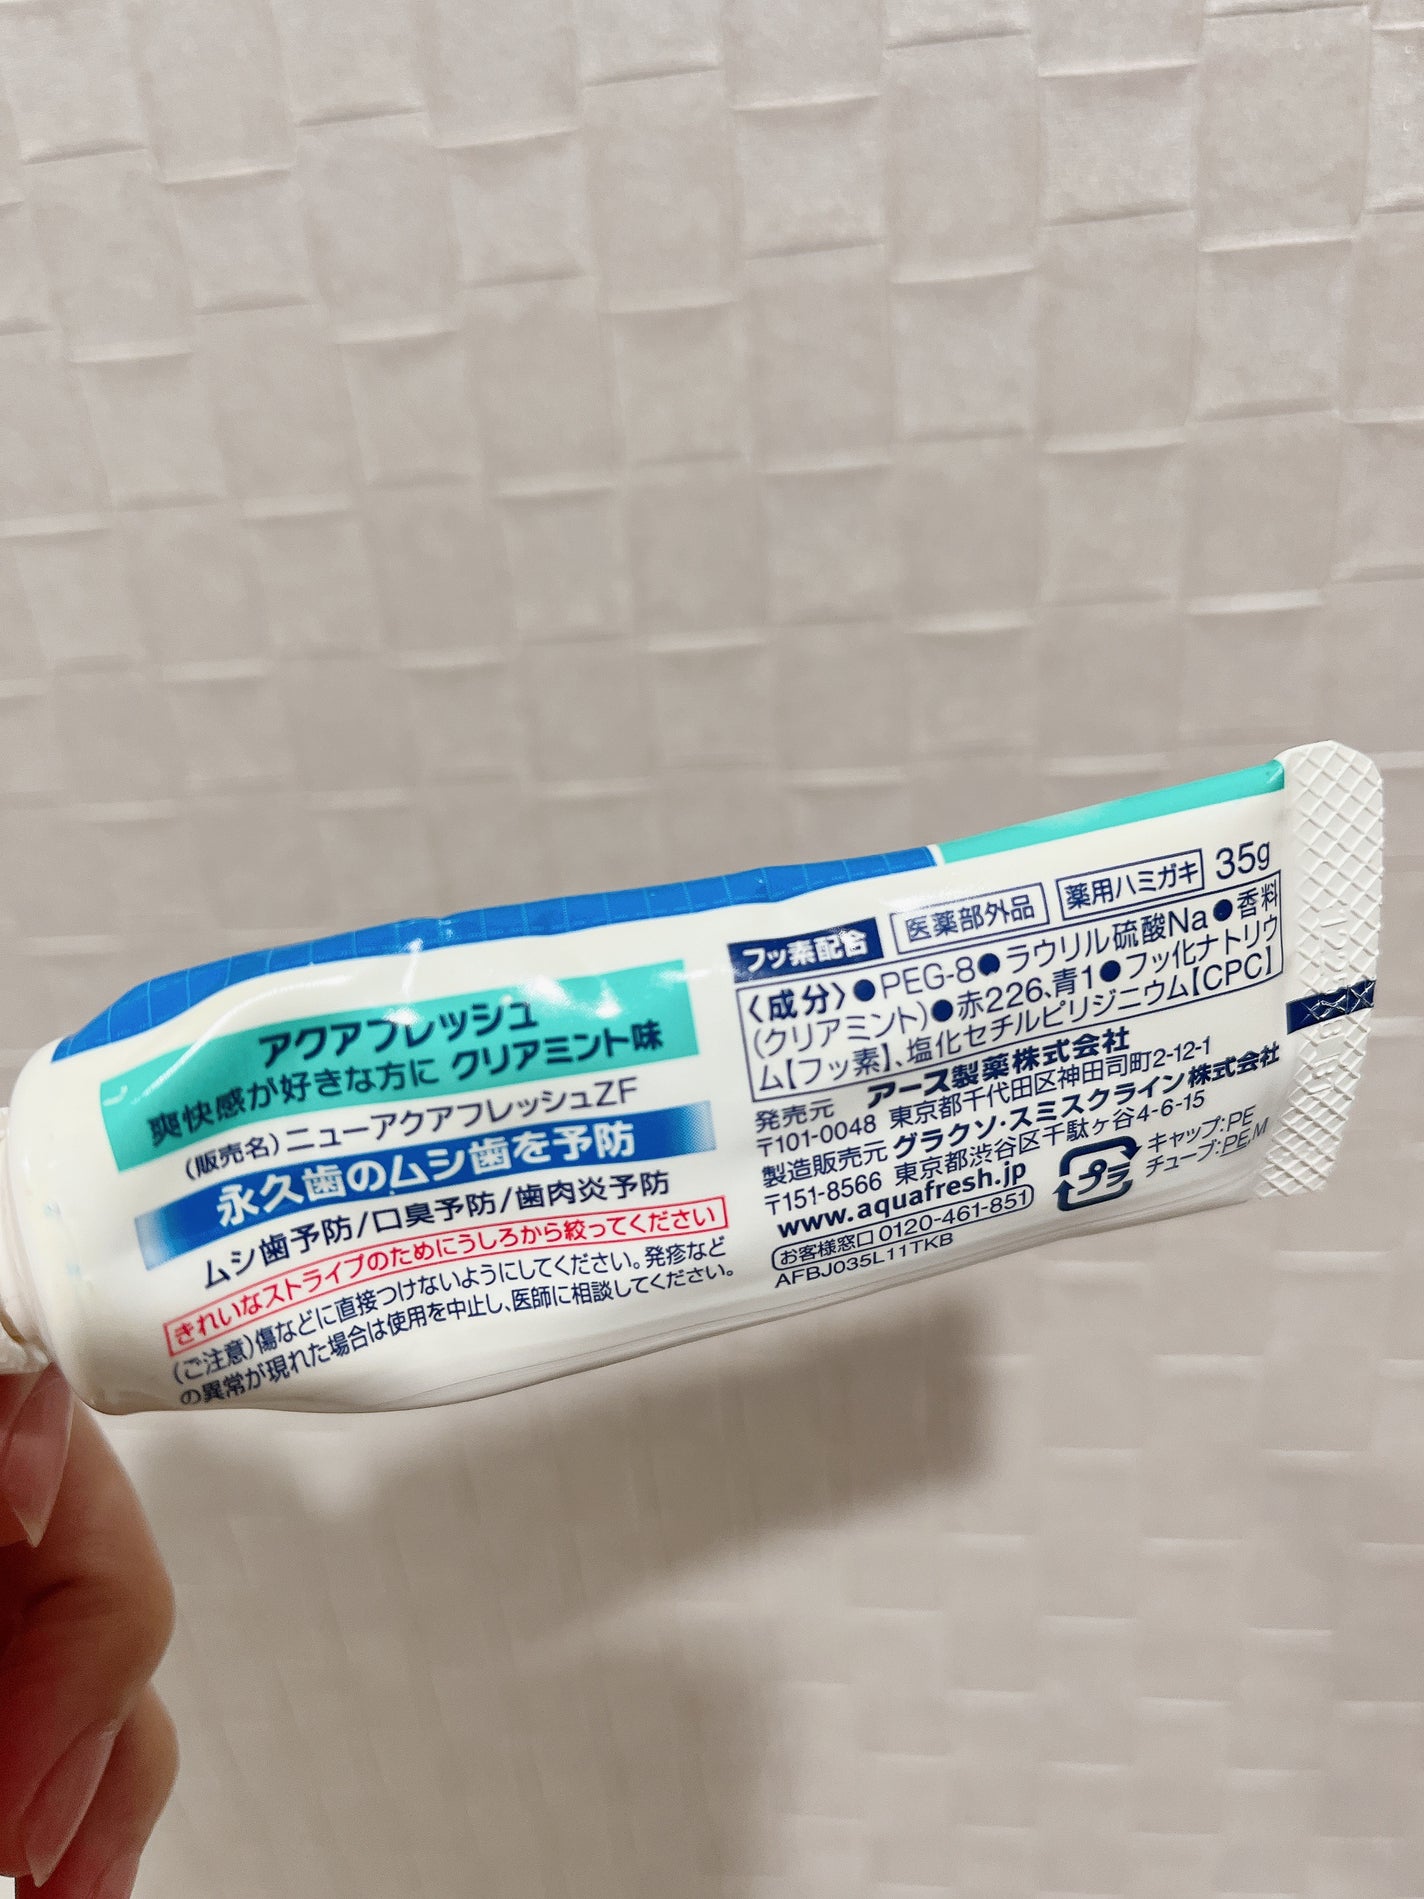 アクアフレッシュ
爽快感が好きな方に クリアミント味
(販売名)ニューアクアフレッシュZF
永久歯のムシ歯を予防
ムシ歯予防/口臭予防/歯肉炎予防
きれいなストライプのためにうしろから絞ってください
(ご注意)傷などに直接つけないようにしてください。発疹など
の異常が現れた場合は使用を中止し、医師に相談してください。
フッ素配合 医薬部外品 薬用ハミガキ 35g
〈成分〉●PEG-8●ラウリル硫酸Na●香料
(クリアミント)●赤226、青1●フッ化ナトリウ
ム【フッ素】、塩化セチルピリジニウム【CPC】
発売元 アース製薬株式会社
〒101-0048 東京都千代田区神田司町2-12-1
製造販売元 グラクソ・スミスクライン株式会社
〒151-8566 東京都渋谷区千駄ヶ谷4-6-15
www.aquafresh.jp
お客様窓口 0120-461-851
AFBJ035L11TKB
プラ
キャップ:PE
チューブ:PE,M